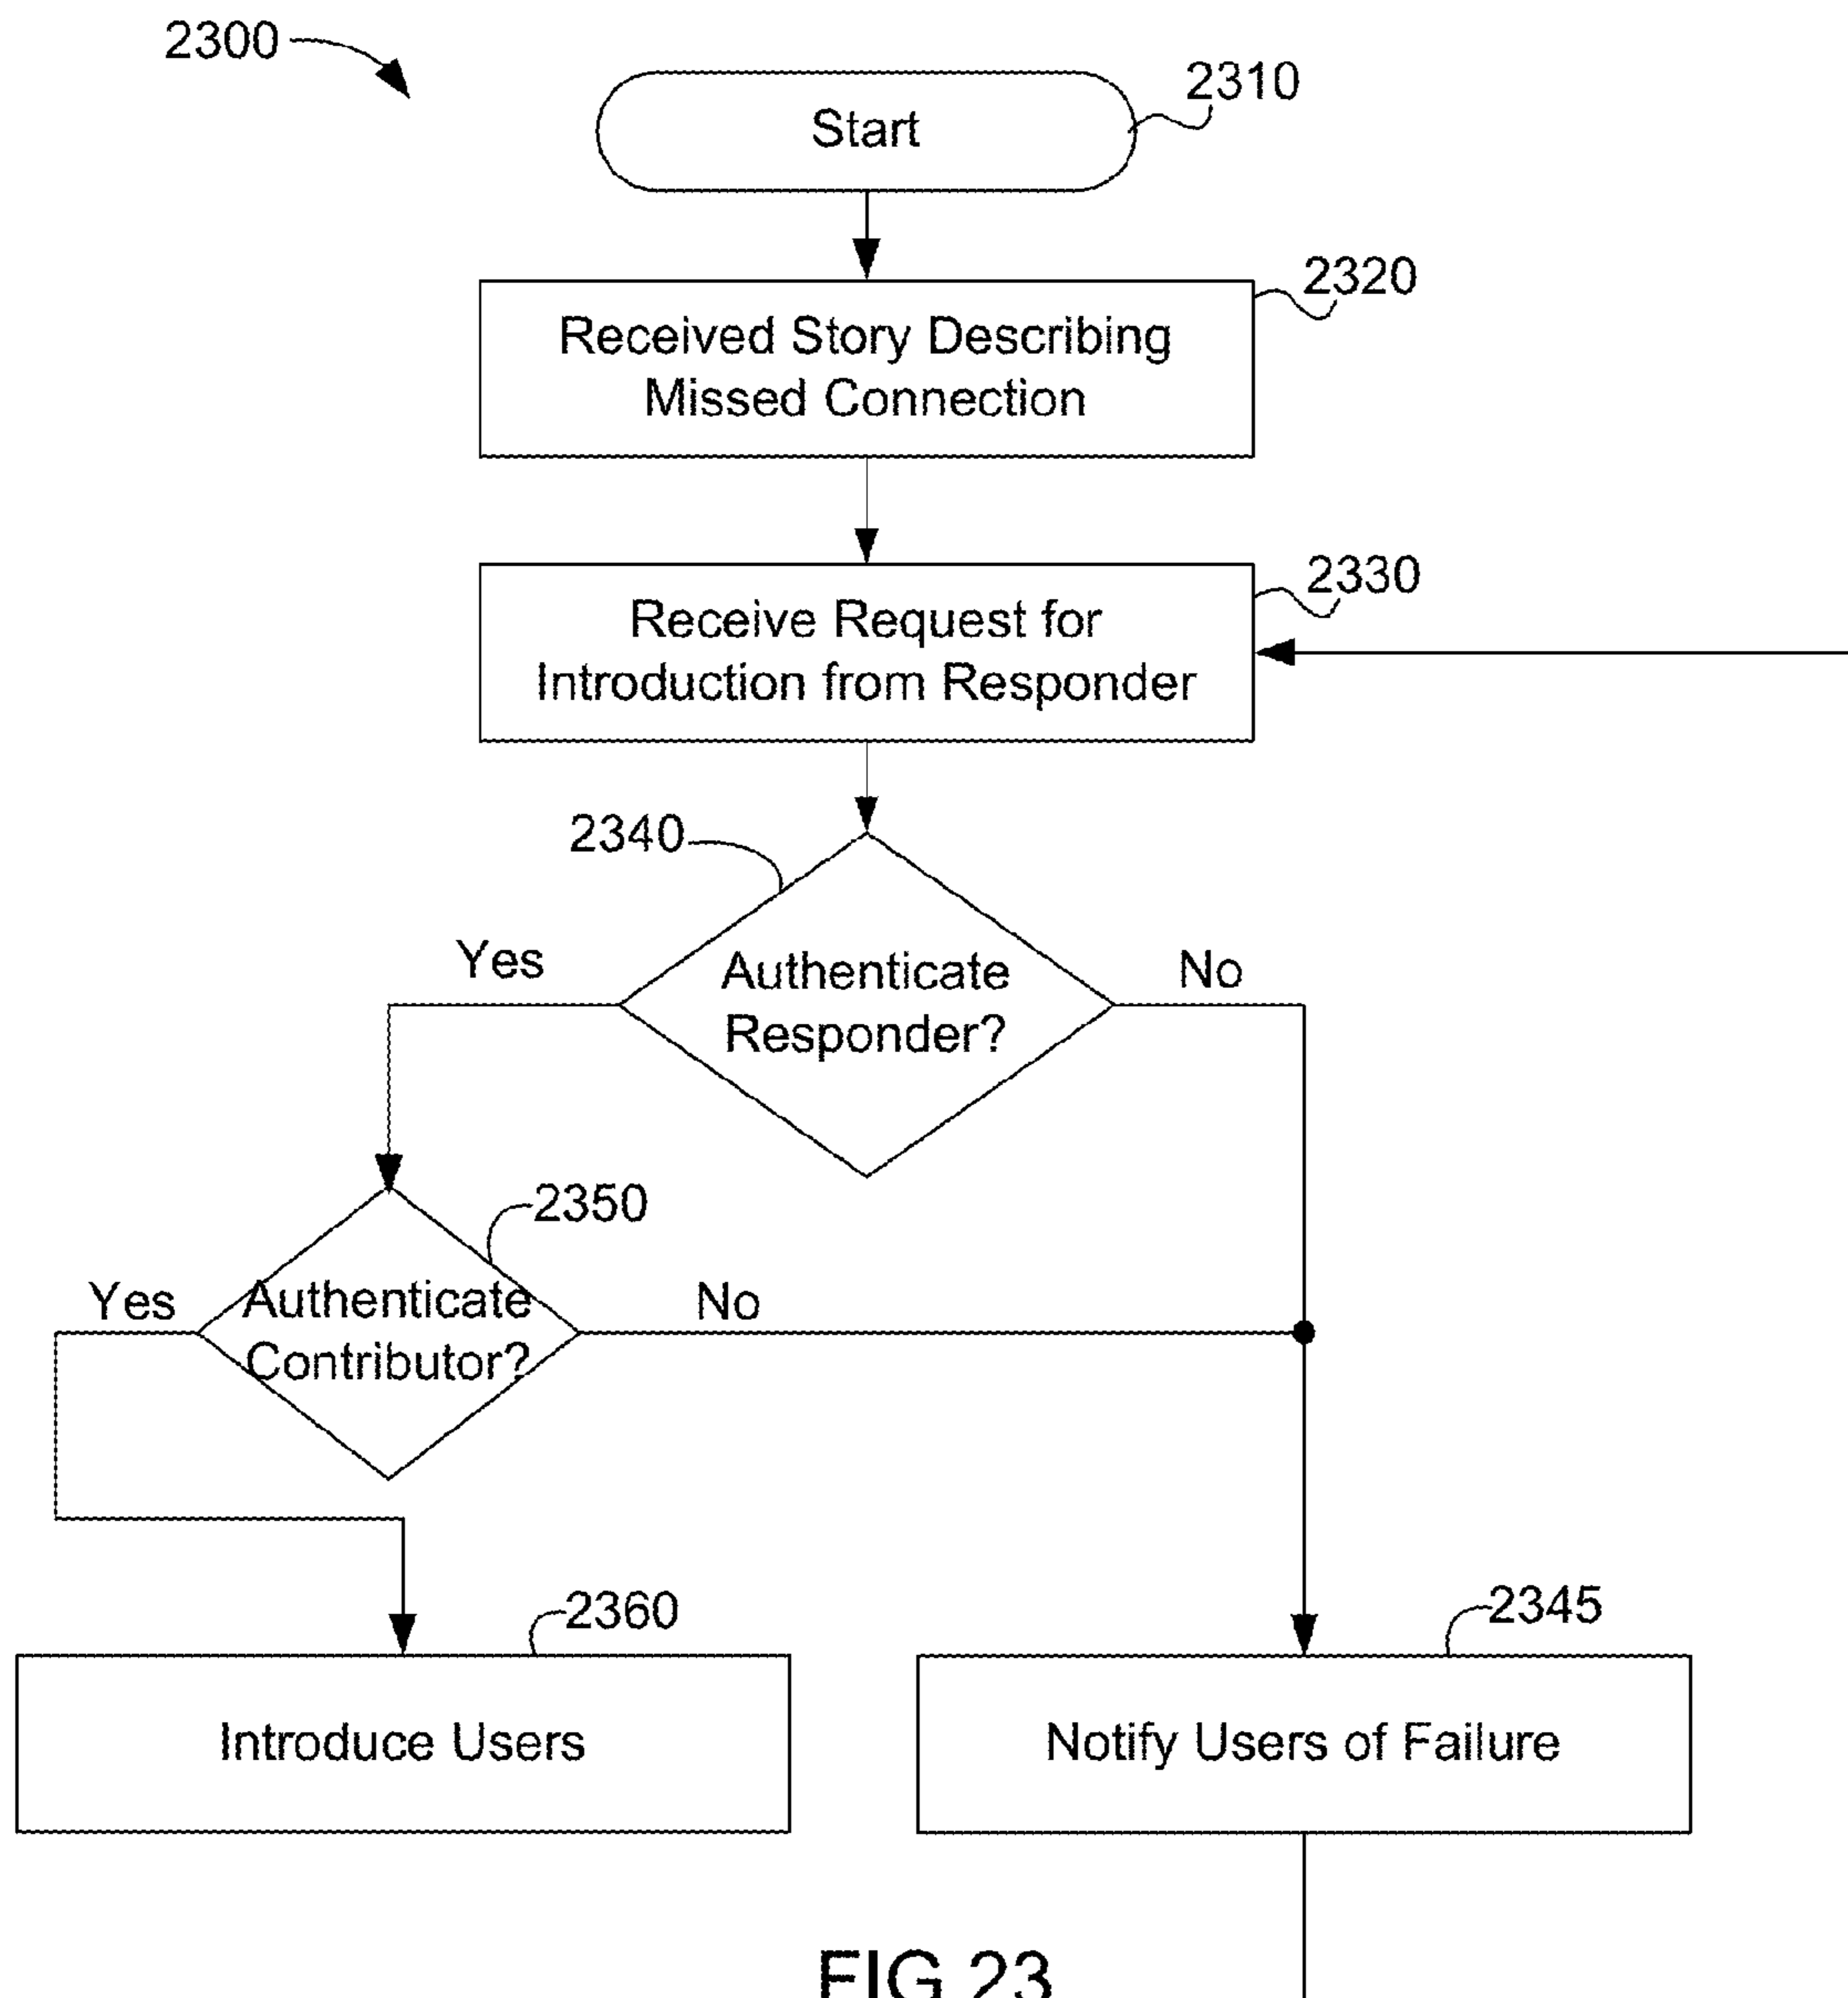 2300
Start
2310
Received Story Describing
Missed Connection
2320
Receive Request for
Introduction from Responder
2330
2340
Yes
Authenticate
Responder?
No
2350
Yes
Authenticate
Contributor?
No
2360
Introduce Users
2345
Notify Users of Failure
FIG 23